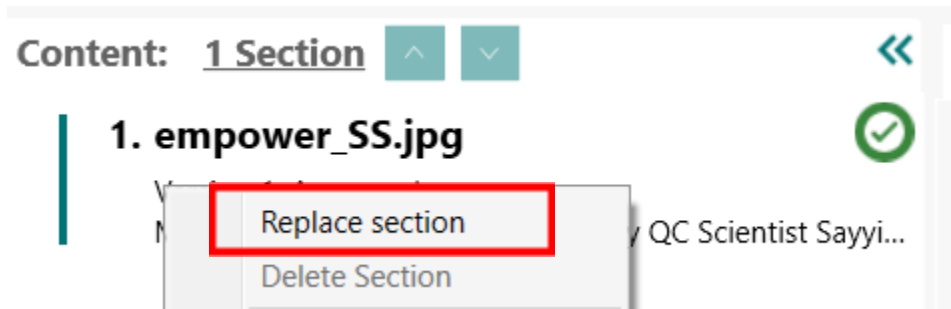 Content: 1 Section
1. empower_SS.jpg
Replace section
QC Scientist Sayyi...
Delete Section